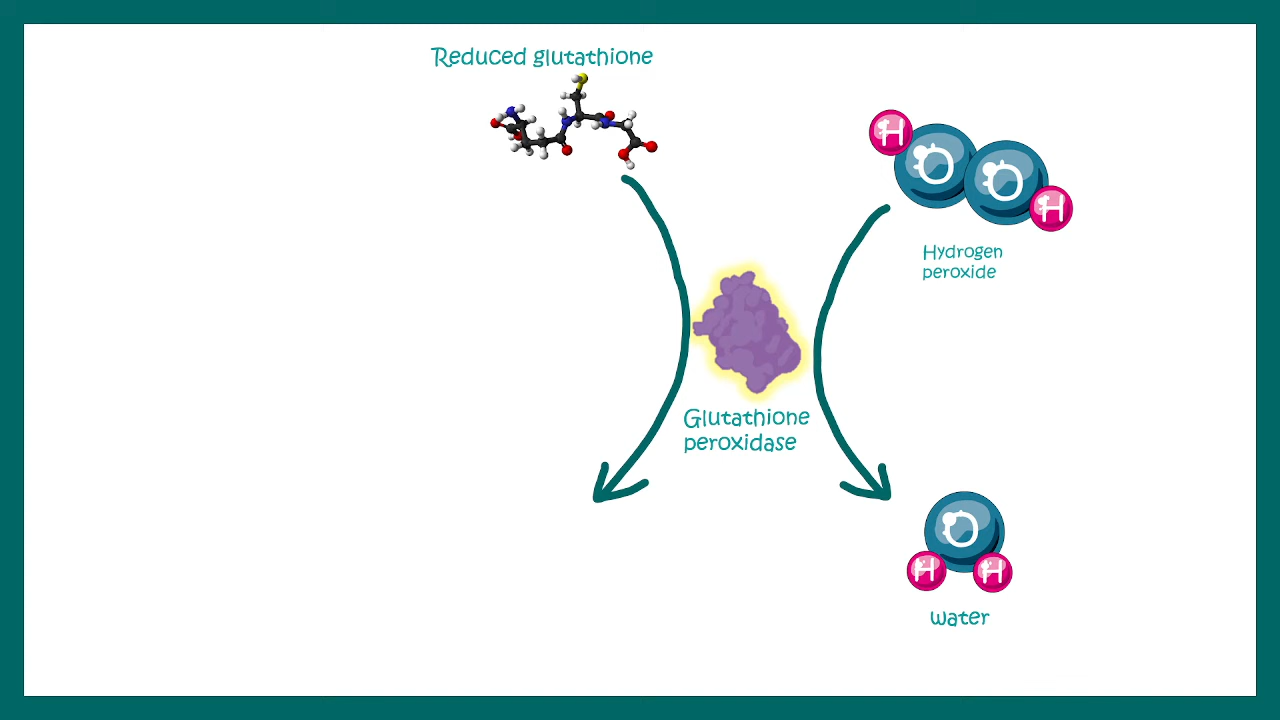 Reduced glutathione
H
O
O
H
Hydrogen
peroxide
Glutathione
peroxidase
O
H
H
water